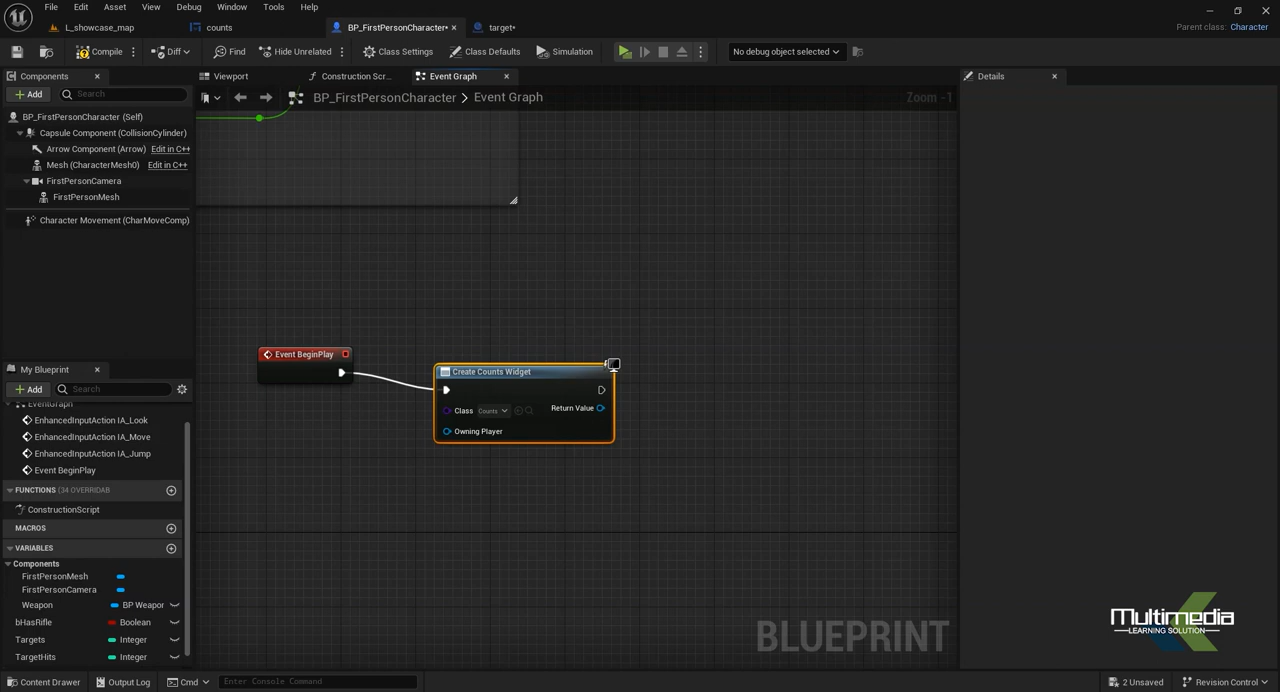 File Edit Asset View Debug Window Tools Help
L_showcase_map counts BP_FirstPersonCharacter* target*
Parent class: Character
Compile Diff Find Hide Unrelated Class Settings Class Defaults Simulation No debug object selected
Components Viewport Construction Scr... Event Graph Details
Add Search BP_FirstPersonCharacter > Event Graph Zoom -1
BP_FirstPersonCharacter (Self)
Capsule Component (CollisionCylinder)
Arrow Component (Arrow) Edit in C++
Mesh (CharacterMesh0) Edit in C++
FirstPersonCamera
FirstPersonMesh
Character Movement (CharMoveComp)
Event BeginPlay
Create Counts Widget
Class Counts Return Value
Owning Player
My Blueprint
Add Search
EventGraph
EnhancedInputAction IA_Look
EnhancedInputAction IA_Move
EnhancedInputAction IA_Jump
Event BeginPlay
FUNCTIONS (34 OVERRIDAB
ConstructionScript
MACROS
VARIABLES
Components
FirstPersonMesh
FirstPersonCamera
Weapon BP Weapor
bHasRifle Boolean
Targets Integer
TargetHits Integer
BLUEPRINT
Multimedia
LEARNING SOLUTION
Content Drawer Output Log Cmd Enter Console Command 2 Unsaved Revision Control